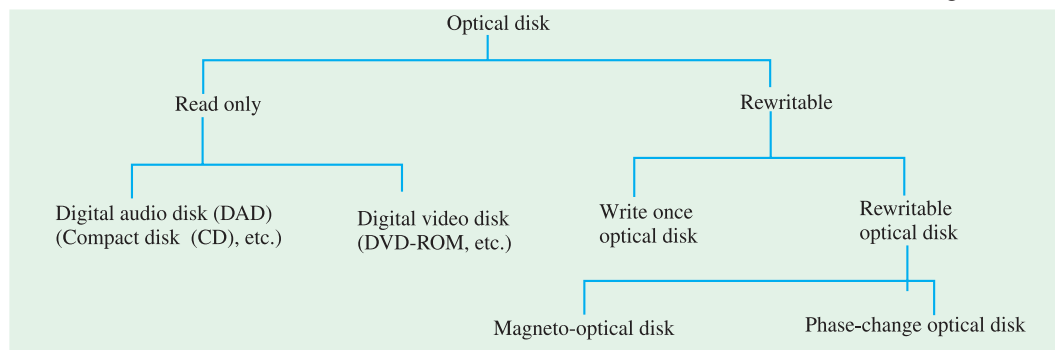 Optical disk
Read only
Rewritable
Digital audio disk (DAD)
(Compact disk (CD), etc.)
Digital video disk
(DVD-ROM, etc.)
Write once
optical disk
Rewritable
optical disk
Magneto-optical disk
Phase-change optical disk